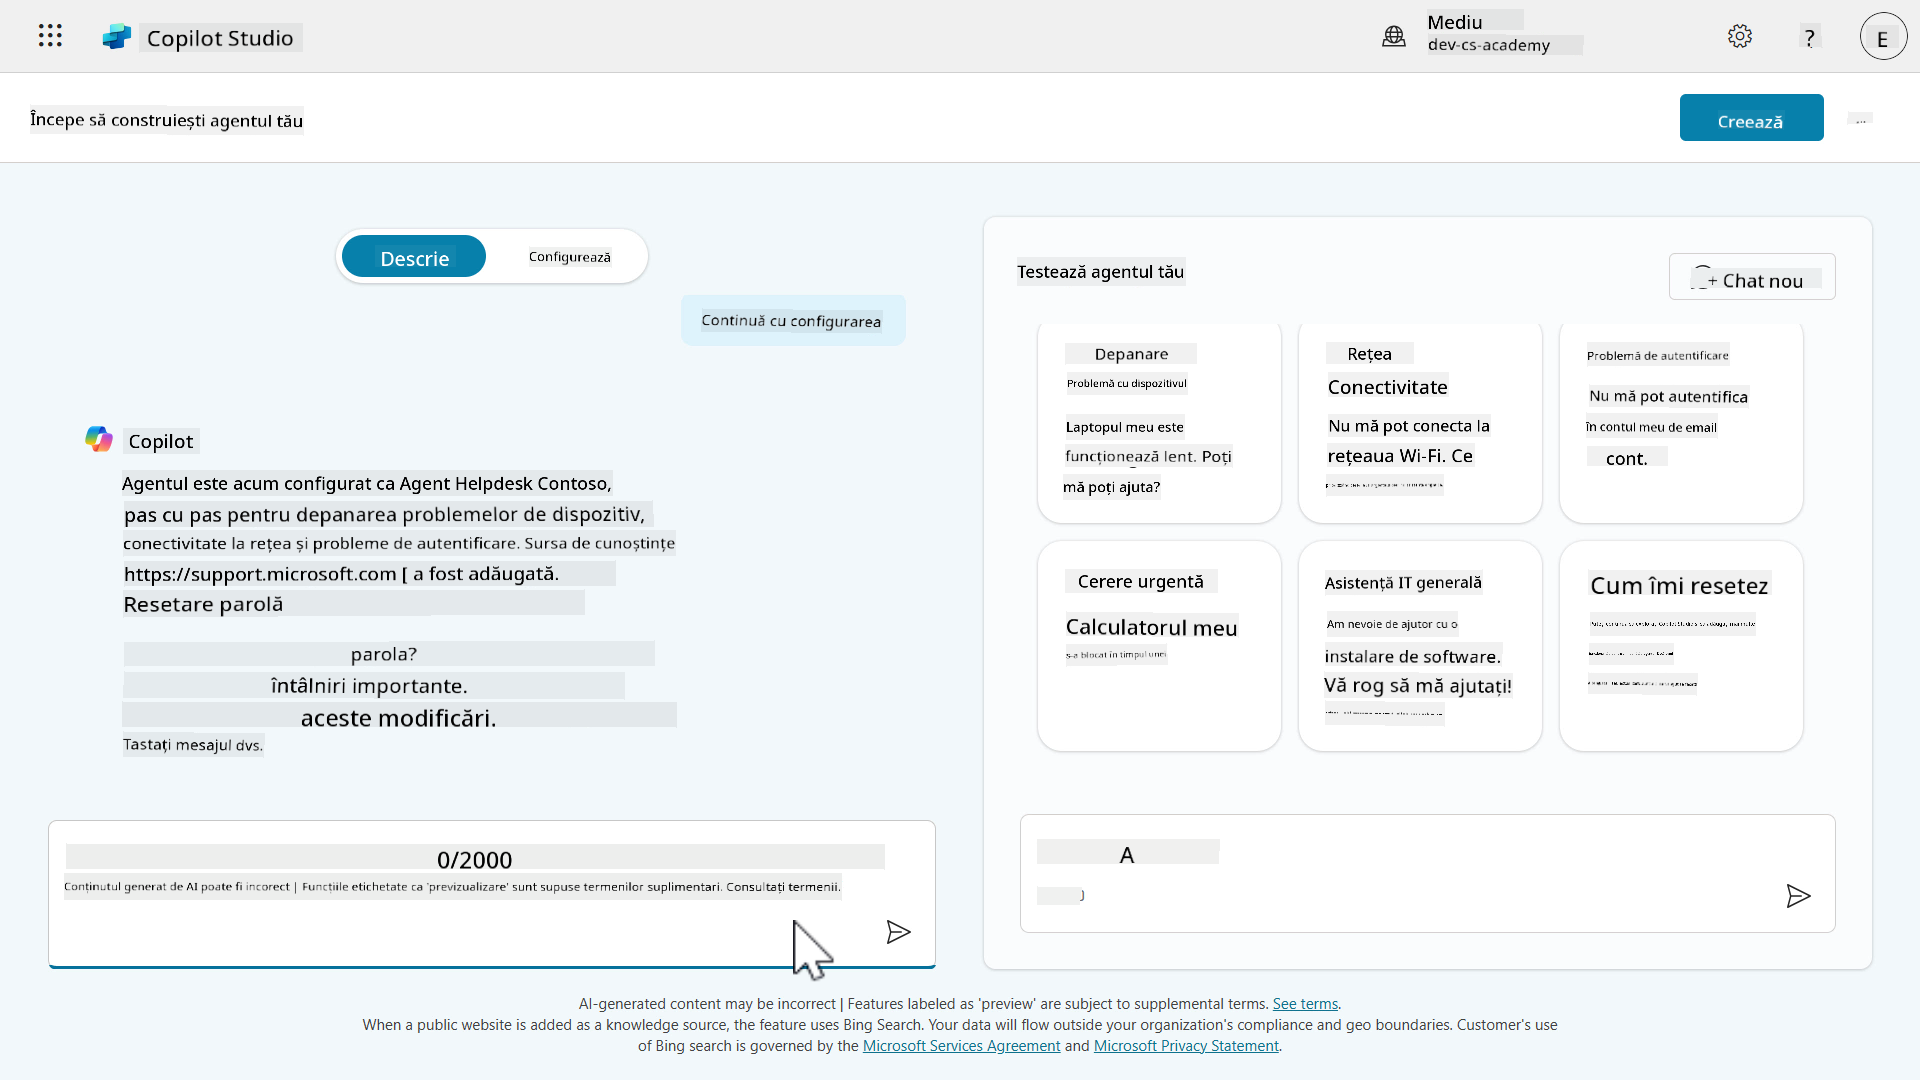 Copilot Studio
Mediu
dev-cs-academy
?
E
Începe să construiești agentul tău
Creează
...
Descrie
Configurează
Continuă cu configurarea
Copilot
Agentul este acum configurat ca Agent Helpdesk Contoso,
pas cu pas pentru depanarea problemelor de dispozitiv,
conectivitate la rețea și probleme de autentificare. Sursa de cunoștințe
https://support.microsoft.com [ a fost adăugată.
Resetare parolă
parola?
întâlniri importante.
aceste modificări.
Tastați mesajul dvs.
0/2000
Conținutul generat de AI poate fi incorect | Funcțiile etichetate ca 'previzualizare' sunt supuse termenilor suplimentari. Consultați termenii.
Testează agentul tău
+ Chat nou
Depanare
Problemă cu dispozitivul
Laptopul meu este
funcționează lent. Poți
mă poți ajuta?
Rețea
Conectivitate
Nu mă pot conecta la
rețeaua Wi-Fi. Ce
Problemă de autentificare
Nu mă pot autentifica
în contul meu de email
cont.
Cerere urgentă
Calculatorul meu
s-a blocat în timpul unei
Asistență IT generală
Am nevoie de ajutor cu o
instalare de software.
Vă rog să mă ajutați!
Cum îmi resetez
A
AI-generated content may be incorrect | Features labeled as 'preview' are subject to supplemental terms. See terms.
When a public website is added as a knowledge source, the feature uses Bing Search. Your data will flow outside your organization's compliance and geo boundaries. Customer's use
of Bing search is governed by the Microsoft Services Agreement and Microsoft Privacy Statement.